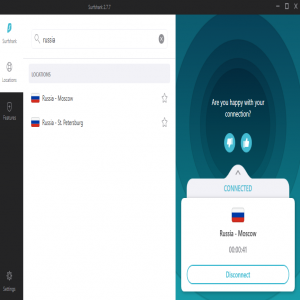 Surfshark 2.7.7
Surfshark
Locations
Features
Settings
russia
LOCATIONS
Russia - Moscow
Russia - St. Petersburg
Are you happy with your
connection?
CONNECTED
Russia - Moscow
00:00:41
Disconnect